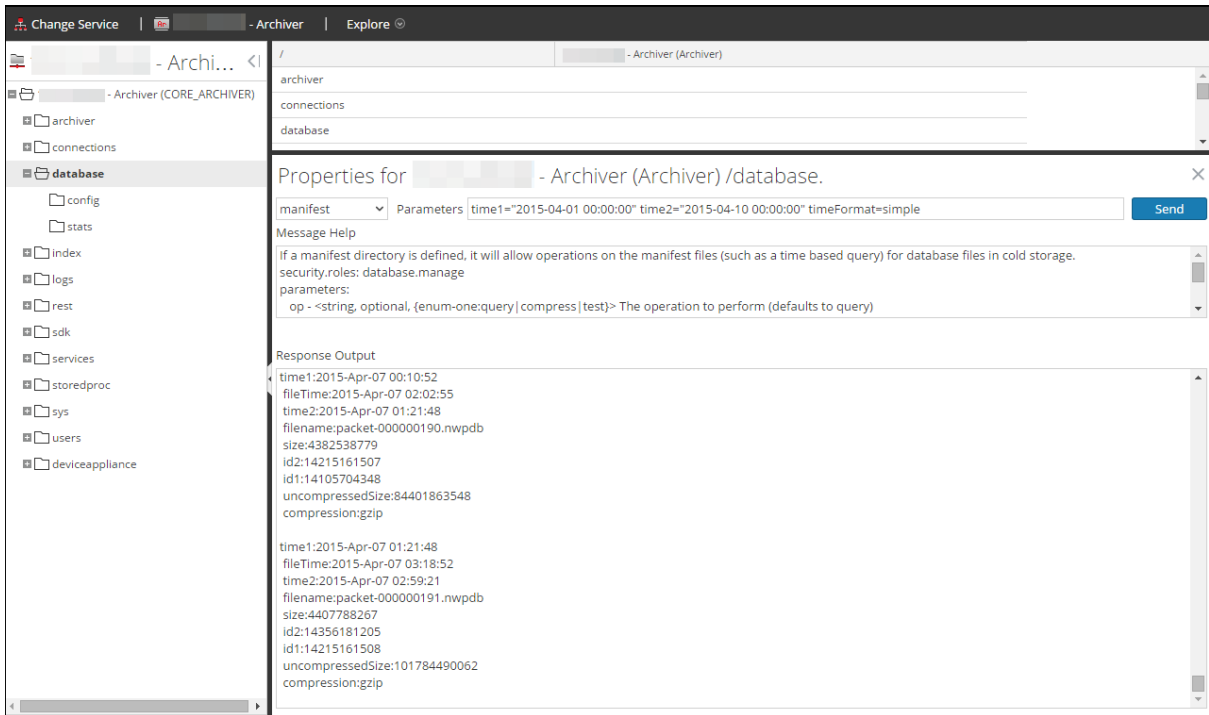 Change Service | - Archiver | Explore
- Archi...
- Archiver (CORE_ARCHIVER)
archiver
connections
database
config
stats
index
logs
rest
sdk
services
storedproc
sys
users
deviceappliance
/ - Archiver (Archiver)
archiver
connections
database
Properties for - Archiver (Archiver) /database.
manifest Parameters time1="2015-04-01 00:00:00" time2="2015-04-10 00:00:00" timeFormat=simple Send
Message Help
If a manifest directory is defined, it will allow operations on the manifest files (such as a time based query) for database files in cold storage.
security.roles: database.manage
parameters:
op - <string, optional, {enum-one:query|compress|test}> The operation to perform (defaults to query)
Response Output
time1:2015-Apr-07 00:10:52
fileTime:2015-Apr-07 02:02:55
time2:2015-Apr-07 01:21:48
filename:packet-000000190.nwpdb
size:4382538779
id2:14215161507
id1:14105704348
uncompressedSize:84401863548
compression:gzip
time1:2015-Apr-07 01:21:48
fileTime:2015-Apr-07 03:18:52
time2:2015-Apr-07 02:59:21
filename:packet-000000191.nwpdb
size:4407788267
id2:14356181205
id1:14215161508
uncompressedSize:101784490062
compression:gzip